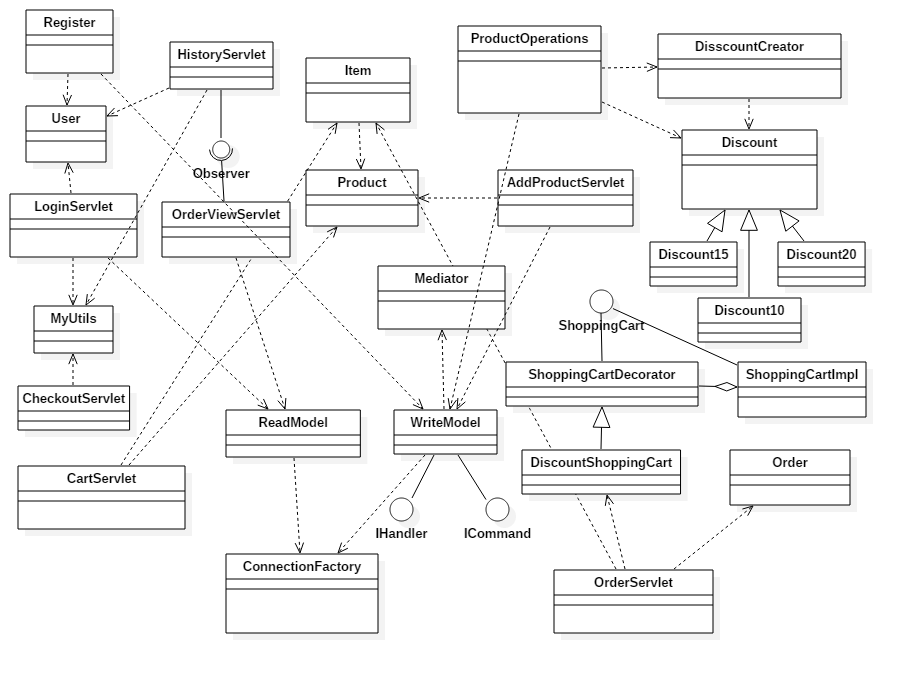 Register
HistoryServlet
ProductOperations
DisscountCreator
Item
User
Discount
Observer
Product
AddProductServlet
LoginServlet
OrderViewServlet
Discount15
Discount20
Mediator
MyUtils
Discount10
ShoppingCart
ShoppingCartDecorator
ShoppingCartImpl
CheckoutServlet
ReadModel
WriteModel
DiscountShoppingCart
Order
CartServlet
IHandler
ICommand
ConnectionFactory
OrderServlet